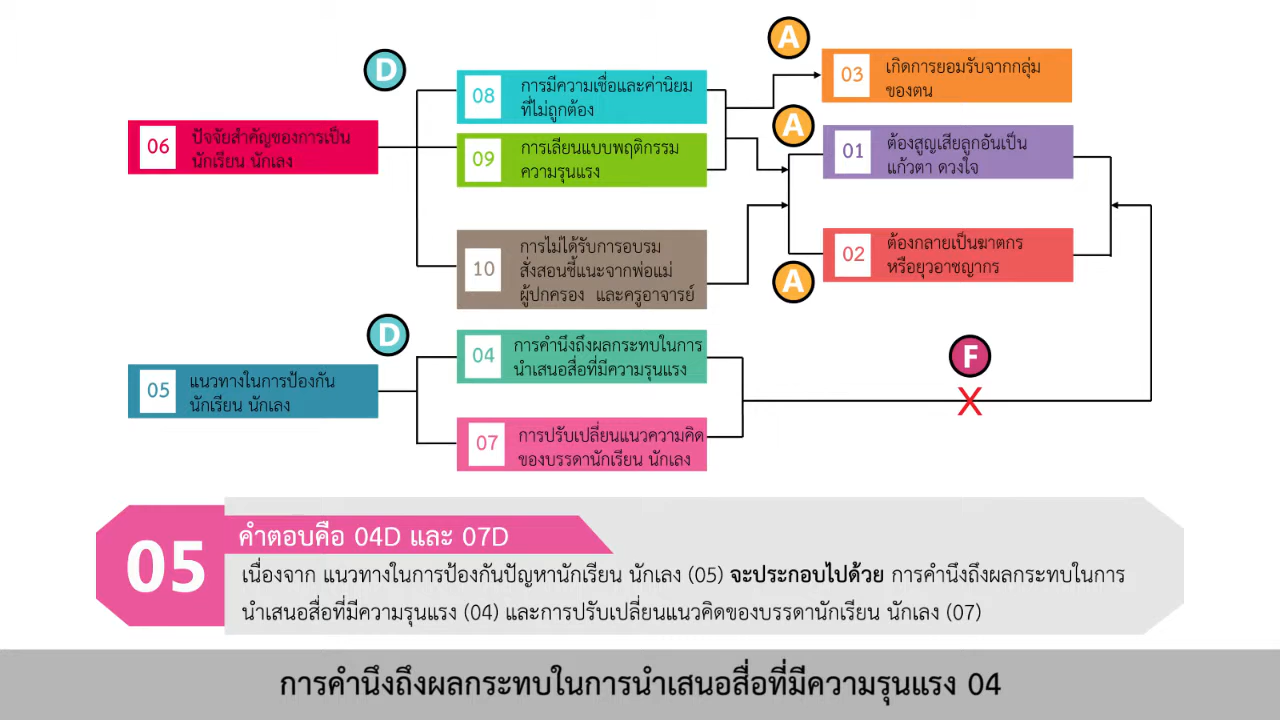 D
06 ปัจจัยสำคัญของการเป็น
นักเรียน นักเลง
08 การมีความเชื่อและค่านิยม
ที่ไม่ถูกต้อง
09 การเลียนแบบพฤติกรรม
ความรุนแรง
10 การไม่ได้รับการอบรม
สั่งสอนชี้แนะจากพ่อแม่
ผู้ปกครอง และครูอาจารย์
A
03 เกิดการยอมรับจากกลุ่ม
ของตน
A
01 ต้องสูญเสียลูกอันเป็น
แก้วตา ดวงใจ
02 ต้องกลายเป็นฆาตกร
หรือยุวอาชญากร
A
D
05 แนวทางในการป้องกัน
นักเรียน นักเลง
04 การคำนึงถึงผลกระทบในการ
นำเสนอสื่อที่มีความรุนแรง
07 การปรับเปลี่ยนแนวความคิด
ของบรรดานักเรียน นักเลง
F
X
05
คำตอบคือ 04D และ 07D
เนื่องจาก แนวทางในการป้องกันปัญหานักเรียน นักเลง (05) จะประกอบไปด้วย การคำนึงถึงผลกระทบในการ
นำเสนอสื่อที่มีความรุนแรง (04) และการปรับเปลี่ยนแนวคิดของบรรดานักเรียน นักเลง (07)
การคำนึงถึงผลกระทบในการนำเสนอสื่อที่มีความรุนแรง 04